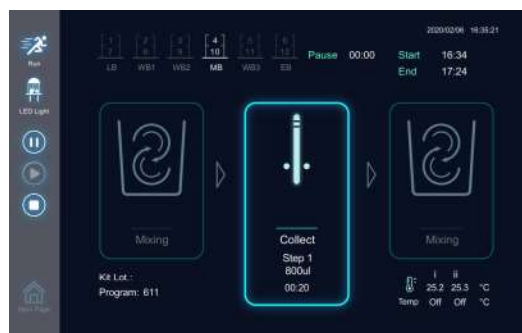 2020/02/06 16:35:21
1 2 3 4 5 6
7 8 9 10 11 12
LB WB1 WB2 MB WB3 EB
Pause 00:00
Start 16:34
End 17:24
Run
LED Light
Mixing
Collect
Step 1
800ul
00:20
Mixing
Kit Lot.:
Program: 611
i ii
25.2 25.3 °C
Temp Off Off °C